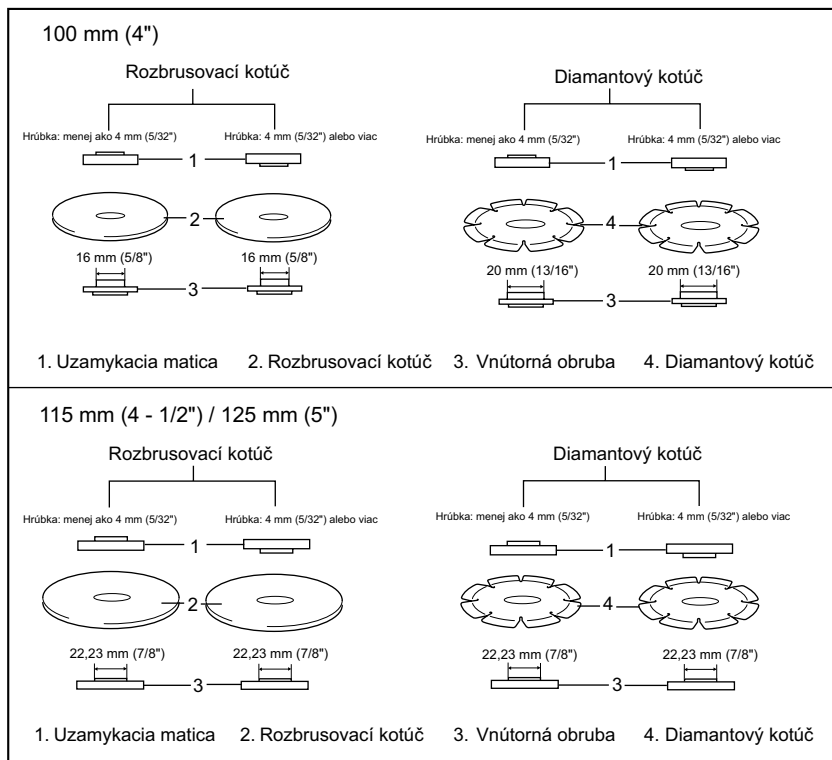 100 mm (4")
Rozbrusovací kotúč Diamantový kotúč
Hrúbka: menej ako 4 mm (5/32") Hrúbka: 4 mm (5/32") alebo viac Hrúbka: menej ako 4 mm (5/32") Hrúbka: 4 mm (5/32") alebo viac
1 1
2 4
16 mm (5/8") 16 mm (5/8") 20 mm (13/16") 20 mm (13/16")
3 3
1. Uzamykacia matica 2. Rozbrusovací kotúč 3. Vnútorná obruba 4. Diamantový kotúč
115 mm (4 - 1/2") / 125 mm (5")
Rozbrusovací kotúč Diamantový kotúč
Hrúbka: menej ako 4 mm (5/32") Hrúbka: 4 mm (5/32") alebo viac Hrúbka: menej ako 4 mm (5/32") Hrúbka: 4 mm (5/32") alebo viac
1 1
2 4
22,23 mm (7/8") 22,23 mm (7/8") 22,23 mm (7/8") 22,23 mm (7/8")
3 3
1. Uzamykacia matica 2. Rozbrusovací kotúč 3. Vnútorná obruba 4. Diamantový kotúč